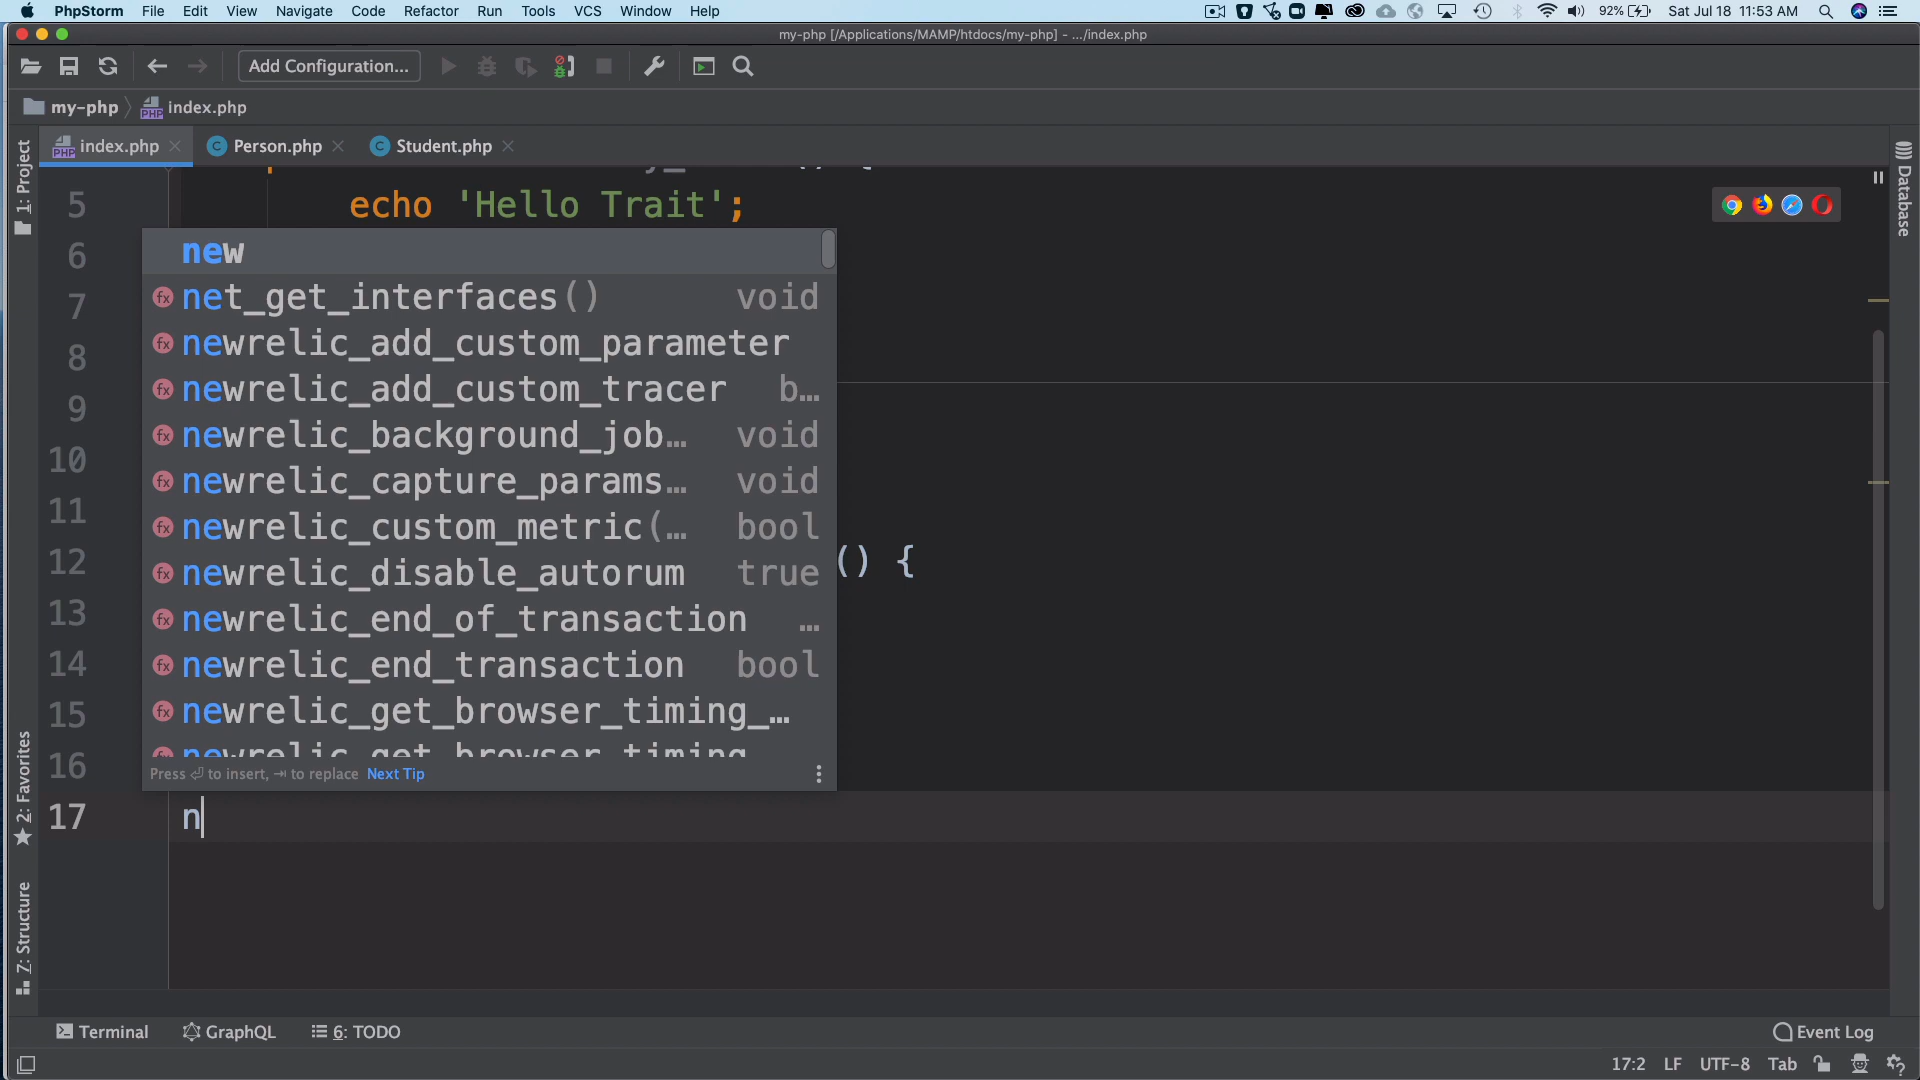 PhpStorm File Edit View Navigate Code Refactor Run Tools VCS Window Help 92% Sat Jul 18 11:53 AM
my-php [/Applications/MAMP/htdocs/my-php] - .../index.php
Add Configuration...
my-php index.php
index.php Person.php Student.php
1: Project
Database
5 echo 'Hello Trait';
6
7
8
9
10
11
12 () {
13
14
15
16
new
net_get_interfaces() void
newrelic_add_custom_parameter
newrelic_add_custom_tracer b…
newrelic_background_job… void
newrelic_capture_params… void
newrelic_custom_metric(… bool
newrelic_disable_autorum true
newrelic_end_of_transaction …
newrelic_end_transaction bool
newrelic_get_browser_timing_…
newrelic_get_browser_timing
Press ⏎ to insert, ⇥ to replace Next Tip
17 n
2: Favorites
Z: Structure
Terminal GraphQL 6: TODO Event Log
17:2 LF UTF-8 Tab